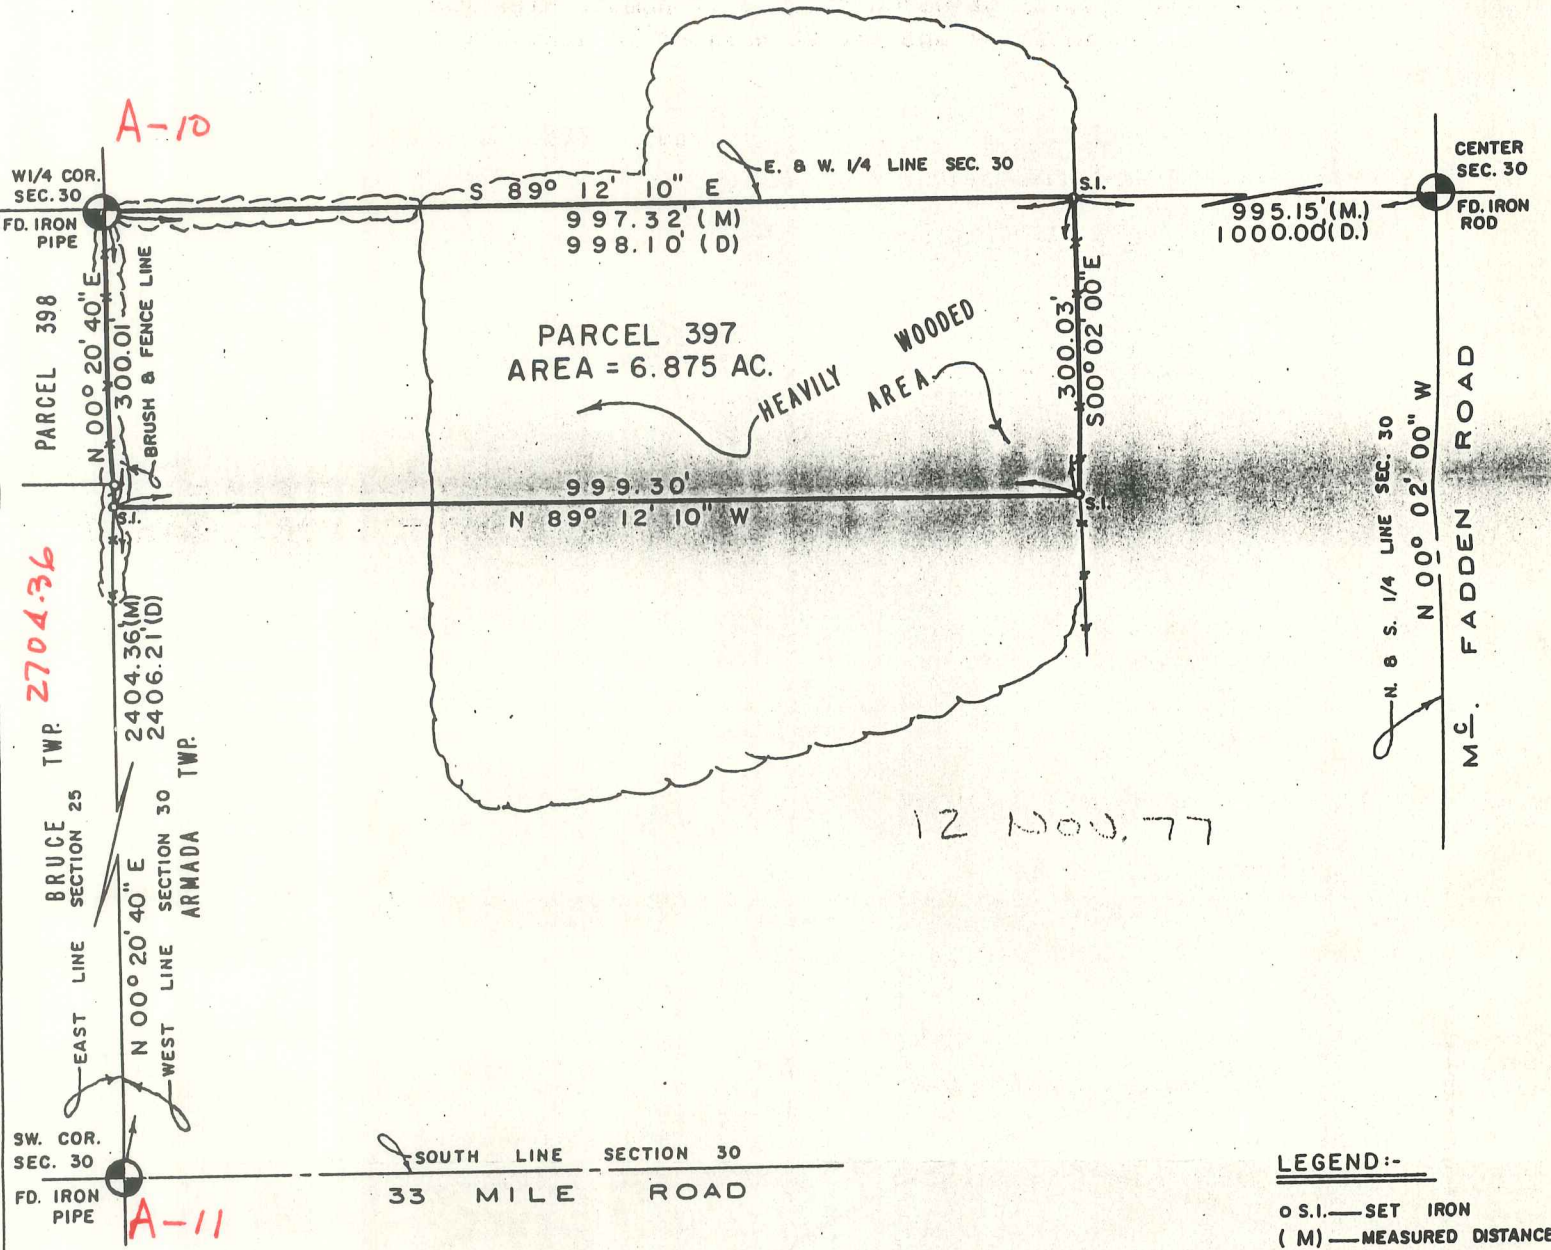 A-10
W1/4 COR.
SEC. 30
FD. IRON
PIPE
S 89° 12' 10" E
E. & W. 1/4 LINE SEC. 30
997.32' (M)
998.10' (D)
S.I.
995.15' (M.)
1000.00' (D.)
CENTER
SEC. 30
FD. IRON
ROD
PARCEL 398
N 00° 20' 40" E
300.01'
BRUSH & FENCE LINE
PARCEL 397
AREA = 6.875 AC.
HEAVILY
WOODED
AREA
300.03'
S 00° 02' 00" E
999.30'
N 89° 12' 10" W
S.I.
S.I.
N. & S. 1/4 LINE SEC. 30
N 00° 02' 00" W
Mc. FADDEN ROAD
2704.36
2404.36' (M)
2406.21' (D)
BRUCE TWP.
EAST LINE SECTION 25
N 00° 20' 40" E
WEST LINE SECTION 30
ARMADA TWP.
12 NOV. 77
SW. COR.
SEC. 30
FD. IRON
PIPE
A-11
SOUTH LINE SECTION 30
33 MILE ROAD
LEGEND:-
o S.I.—SET IRON
( M) —MEASURED DISTANCE